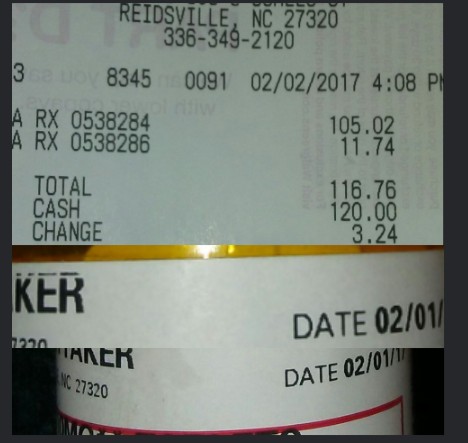 REIDSVILLE, NC 27320
336-349-2120
3 8345 0091 02/02/2017 4:08 PM
A RX 0538284 105.02
A RX 0538286 11.74
TOTAL 116.76
CASH 120.00
CHANGE 3.24
KER
DATE 02/01/
7320
TAKER
DATE 02/01/1
NC 27320